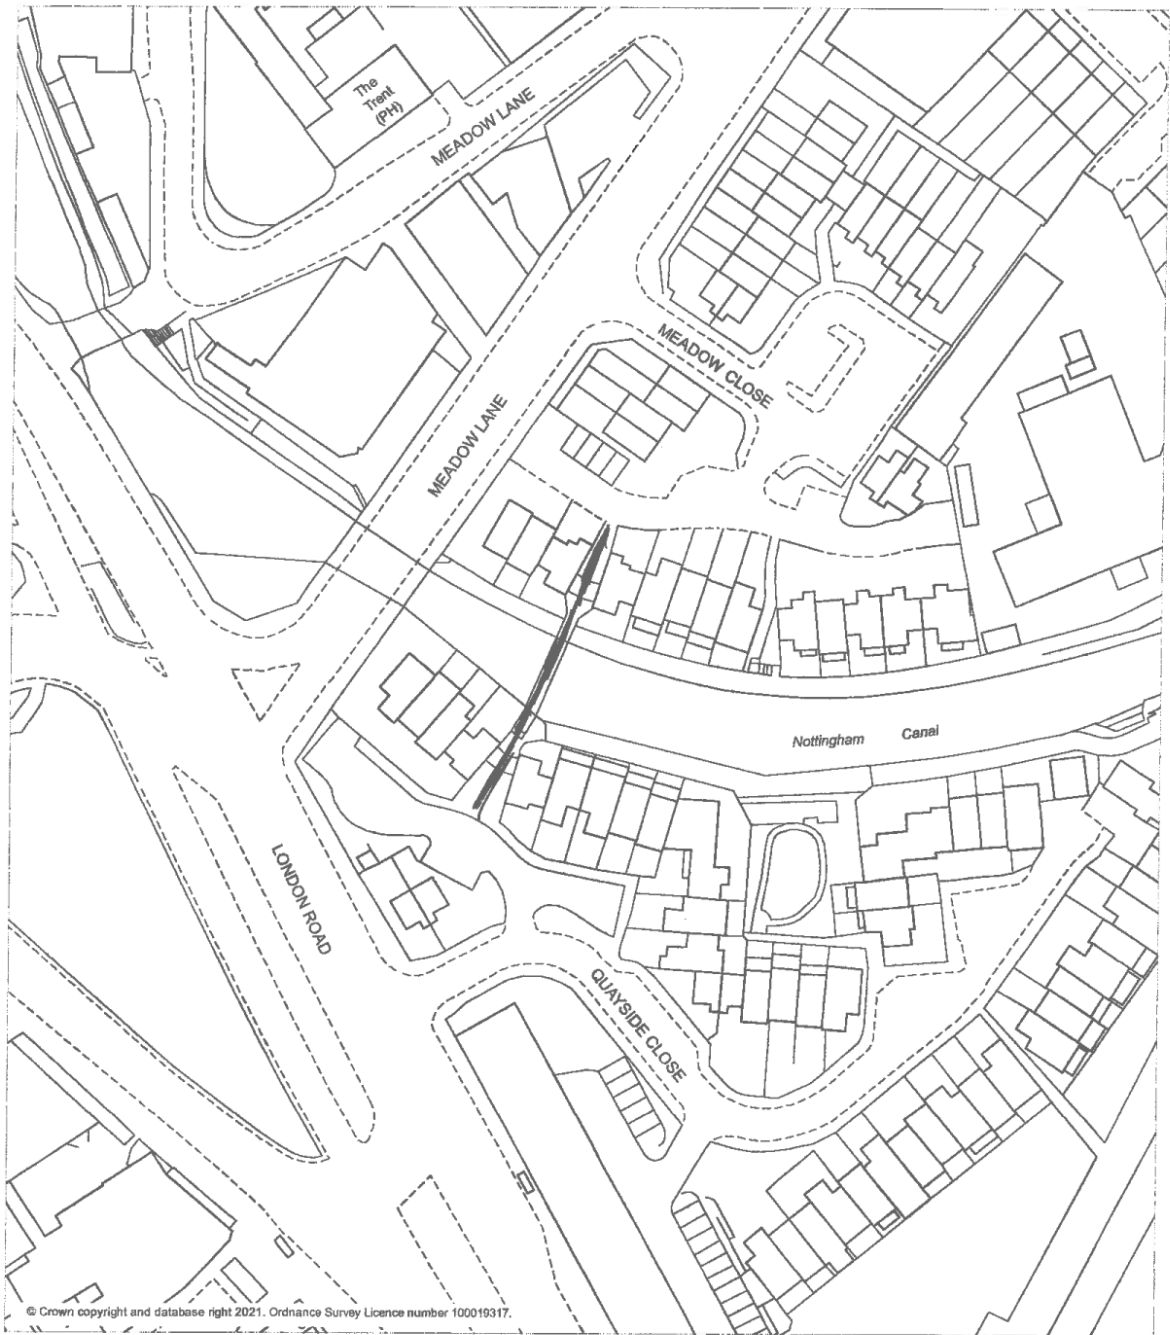 The
Trent
(PH)
MEADOW LANE
MEADOW CLOSE
MEADOW LANE
Nottingham Canal
LONDON ROAD
QUAYSIDE CLOSE
© Crown copyright and database right 2021. Ordnance Survey Licence number 100019317.